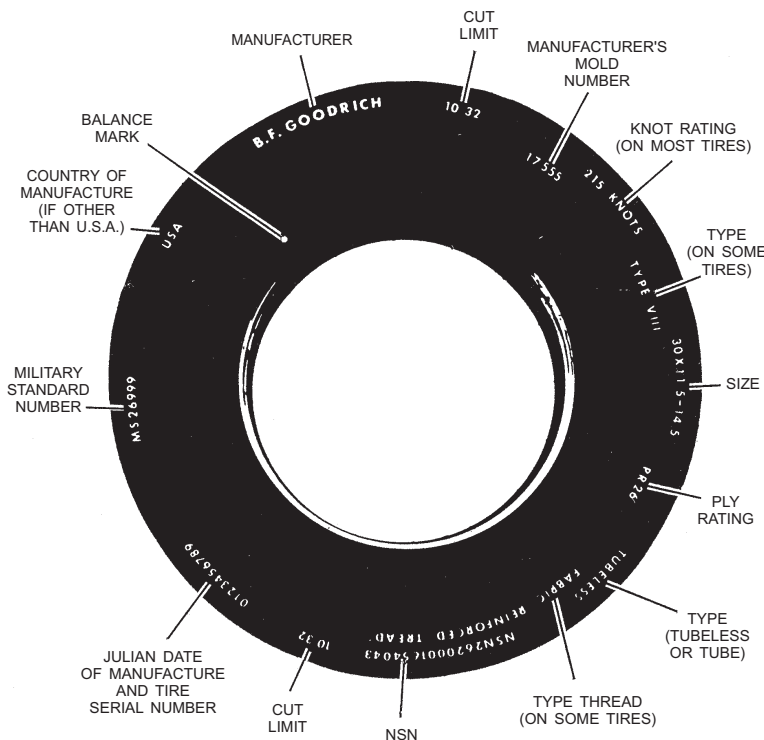 CUT
LIMIT
MANUFACTURER
MANUFACTURER'S
MOLD
NUMBER
BALANCE
MARK
KNOT RATING
(ON MOST TIRES)
COUNTRY OF
MANUFACTURE
(IF OTHER
THAN U.S.A.)
TYPE
(ON SOME
TIRES)
B.F. GOODRICH
10 32
17555
215 KNOTS
USA
TYPE VIII
30X11 5-14 5
MILITARY
STANDARD
NUMBER
SIZE
MS26999
PR26
PLY
RATING
0123456789
TUBELESS
FABRIC REINFORCED TREAD
10 32
TYPE
(TUBELESS
OR TUBE)
JULIAN DATE
OF MANUFACTURE
AND TIRE
SERIAL NUMBER
CUT
LIMIT
NSN
TYPE THREAD
(ON SOME TIRES)